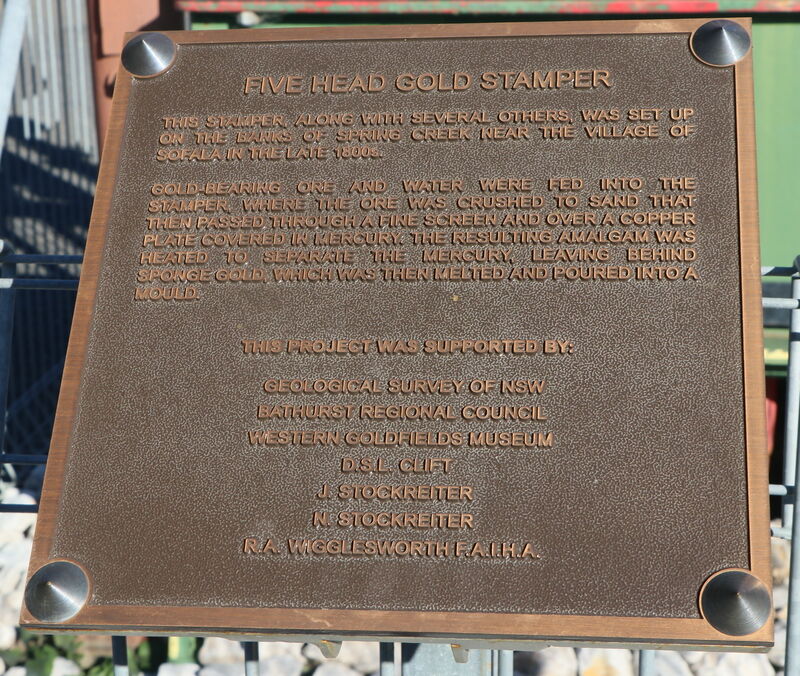 FIVE HEAD GOLD STAMPER
THIS STAMPER, ALONG WITH SEVERAL OTHERS, WAS SET UP
ON THE BANKS OF SPRING CREEK NEAR THE VILLAGE OF
SOFALA IN THE LATE 1800s.
GOLD-BEARING ORE AND WATER WERE FED INTO THE
STAMPER, WHERE THE ORE WAS CRUSHED TO SAND THAT
THEN PASSED THROUGH A FINE SCREEN AND OVER A COPPER
PLATE COVERED IN MERCURY. THE RESULTING AMALGAM WAS
HEATED TO SEPARATE THE MERCURY, LEAVING BEHIND
SPONGE GOLD, WHICH WAS THEN MELTED AND POURED INTO A
MOULD.
THIS PROJECT WAS SUPPORTED BY:
GEOLOGICAL SURVEY OF NSW
BATHURST REGIONAL COUNCIL
WESTERN GOLDFIELDS MUSEUM
D.S.L. CLIFT
J. STOCKREITER
N. STOCKREITER
R.A. WIGGLESWORTH F.A.I.H.A.